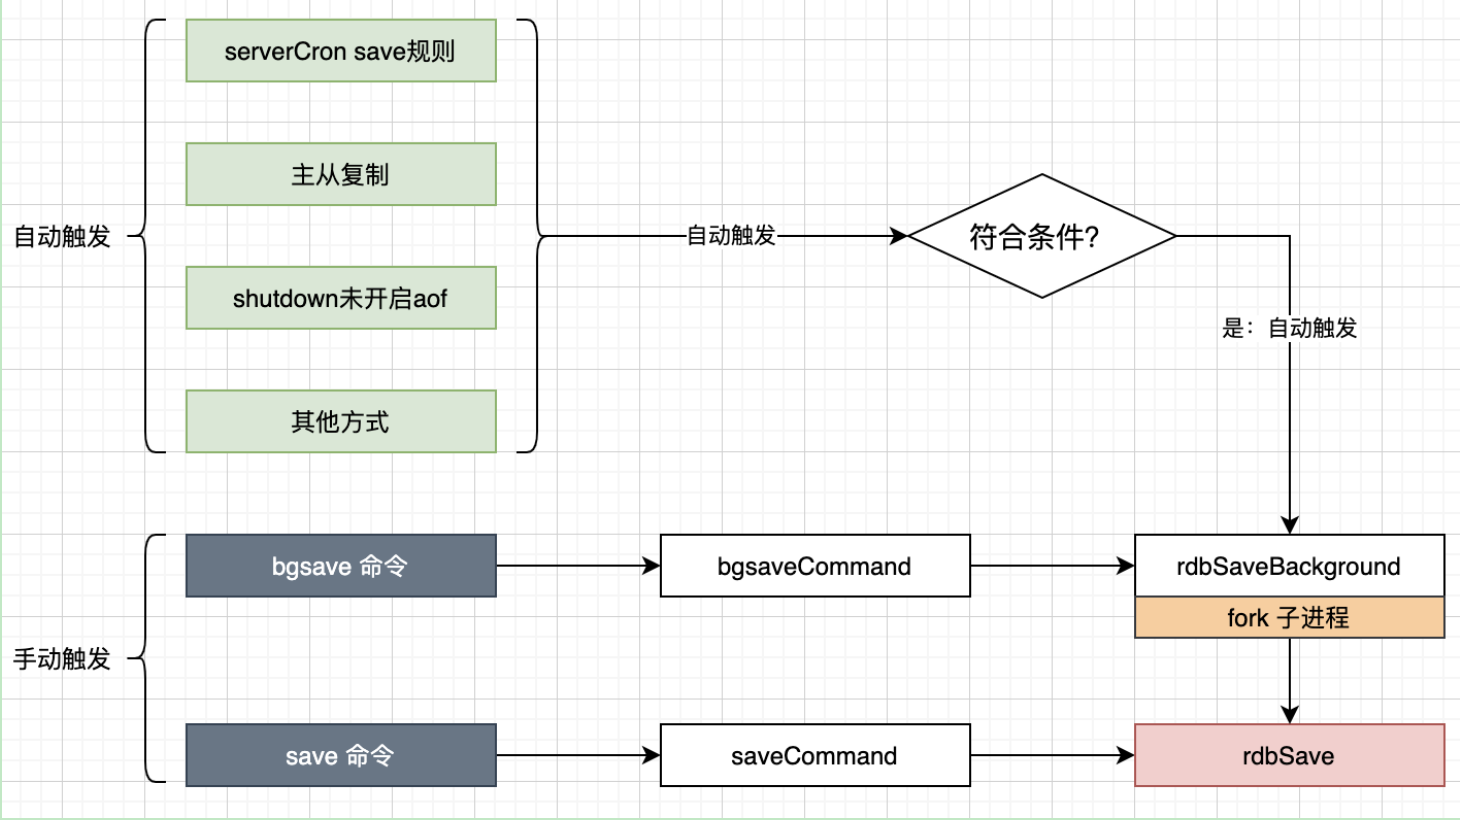 serverCron save规则
主从复制
自动触发
自动触发
符合条件?
shutdown未开启aof
是：自动触发
其他方式
bgsave 命令
bgsaveCommand
rdbSaveBackground
fork 子进程
手动触发
save 命令
saveCommand
rdbSave